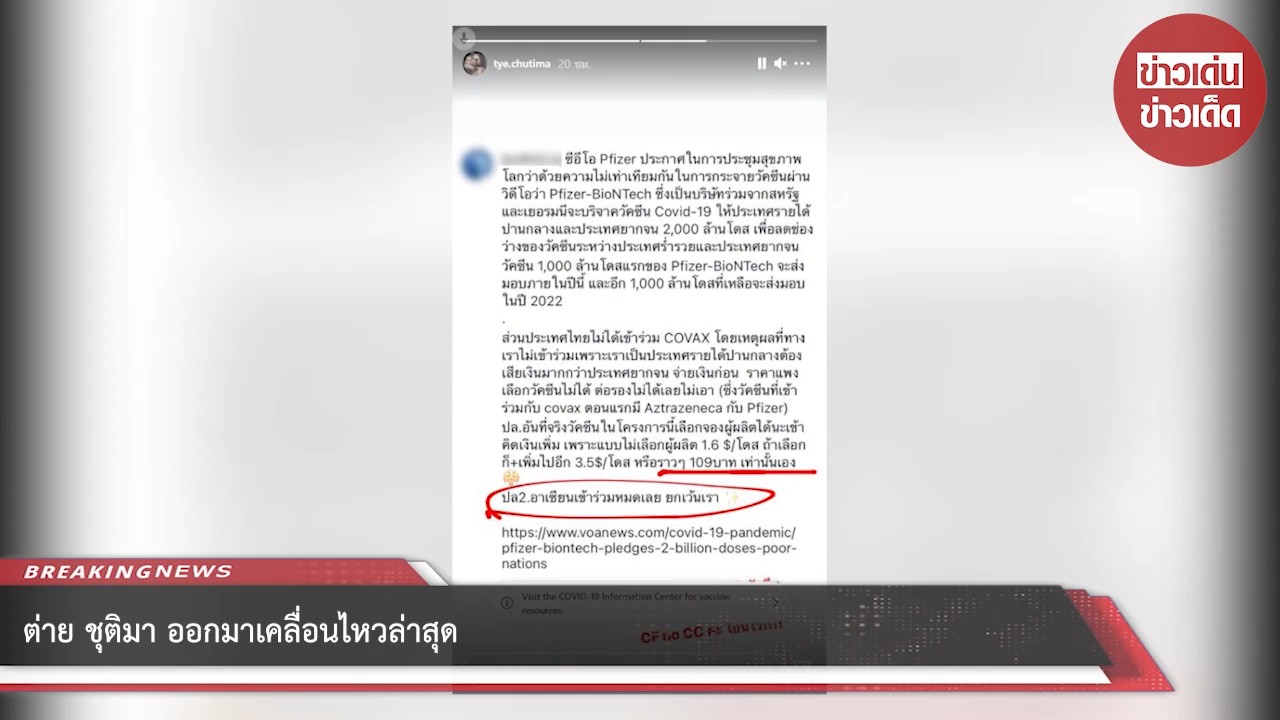 tye.chutima 20 ชม.
ข่าวเด่น
ข่าวเด็ด
ซีอีโอ Pfizer ประกาศในการประชุมสุขภาพ
โลกว่าด้วยความไม่เท่าเทียมกันในการกระจายวัคซีนผ่าน
วิดีโอว่า Pfizer-BioNTech ซึ่งเป็นบริษัทร่วมจากสหรัฐ
และเยอรมนีจะบริจาควัคซีน Covid-19 ให้ประเทศรายได้
ปานกลางและประเทศยากจน 2,000 ล้านโดส เพื่อลดช่อง
ว่างของวัคซีนระหว่างประเทศร่ำรวยและประเทศยากจน
วัคซีน 1,000 ล้านโดสแรกของ Pfizer-BioNTech จะส่ง
มอบภายในปีนี้ และอีก 1,000 ล้านโดสที่เหลือจะส่งมอบ
ในปี 2022
.
ส่วนประเทศไทยไม่ได้เข้าร่วม COVAX โดยเหตุผลที่ทาง
เราไม่เข้าร่วมเพราะเราเป็นประเทศรายได้ปานกลางต้อง
เสียเงินมากกว่าประเทศยากจน จ่ายเงินก่อน ราคาแพง
เลือกวัคซีนไม่ได้ ต่อรองไม่ได้เลยไม่เอา (ซึ่งวัคซีนที่เข้า
ร่วมกับ covax ตอนแรกมี Aztrazeneca กับ Pfizer)
ปล.อันที่จริงวัคซีนในโครงการนี้เลือกจองผู้ผลิตได้นะเข้า
คิดเงินเพิ่ม เพราะแบบไม่เลือกผู้ผลิต 1.6 $/โดส ถ้าเลือก
ก็+เพิ่มไปอีก 3.5$/โดส หรือราวๆ 109บาท เท่านั้นเอง
ปล2.อาเซียนเข้าร่วมหมดเลย ยกเว้นเรา
https://www.voanews.com/covid-19-pandemic/
pfizer-biontech-pledges-2-billion-doses-poor-
nations
Visit the COVID-19 Information Center for vaccine
resources.
BREAKINGNEWS
ต่าย ชุติมา ออกมาเคลื่อนไหวล่าสุด